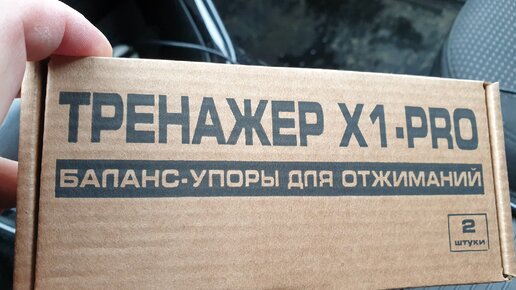 ТРЕНАЖЕР X1-PRO
БАЛАНС-УПОРЫ ДЛЯ ОТЖИМАНИЙ
2
штуки